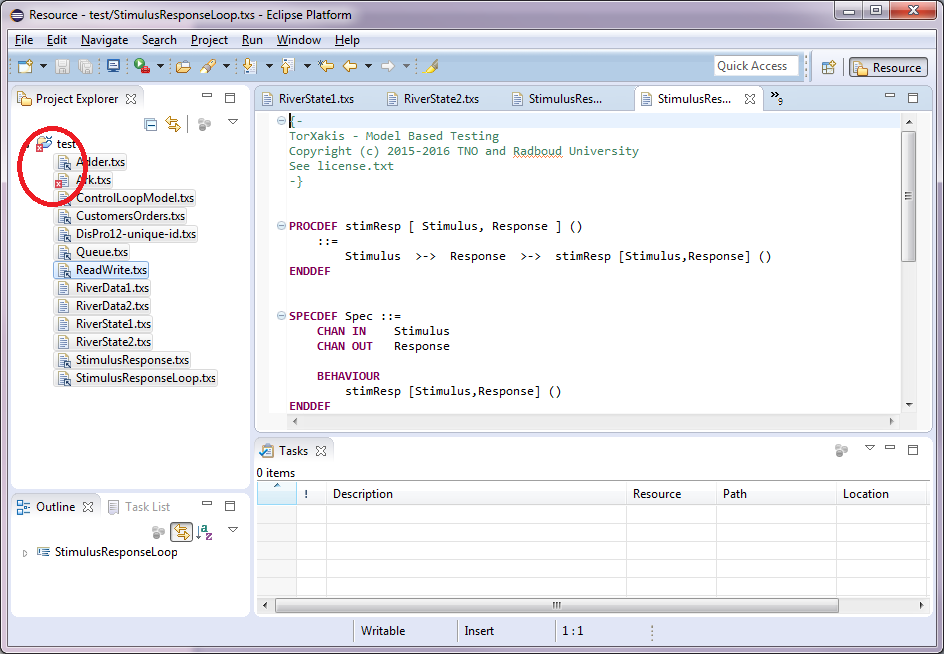 Resource - test/StimulusResponseLoop.txs - Eclipse Platform
File Edit Navigate Search Project Run Window Help
Quick Access
Resource
Project Explorer
test
Adder.txs
Ark.txs
ControlLoopModel.txs
CustomersOrders.txs
DisPro12-unique-id.txs
Queue.txs
ReadWrite.txs
RiverData1.txs
RiverData2.txs
RiverState1.txs
RiverState2.txs
StimulusResponse.txs
StimulusResponseLoop.txs
RiverState1.txs RiverState2.txs StimulusRes... StimulusRes... »9
{-
TorXakis - Model Based Testing
Copyright (c) 2015-2016 TNO and Radboud University
See license.txt
-}
PROCDEF stimResp [ Stimulus, Response ] ()
::=
Stimulus >-> Response >-> stimResp [Stimulus,Response] ()
ENDDEF
SPECDEF Spec ::=
CHAN IN Stimulus
CHAN OUT Response
BEHAVIOUR
stimResp [Stimulus,Response] ()
ENDDEF
Outline Task List
StimulusResponseLoop
Tasks
0 items
! Description Resource Path Location
Writable Insert 1 : 1